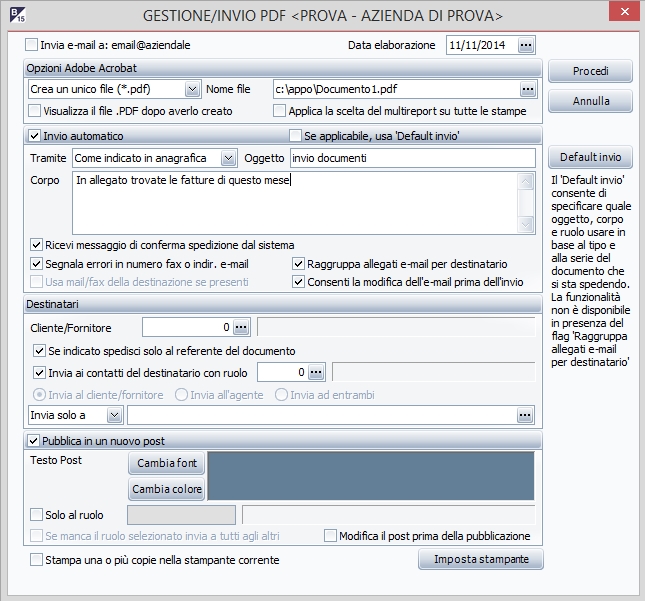 B
15
GESTIONE/INVIO PDF <PROVA - AZIENDA DI PROVA>
Invia e-mail a: email@aziendale
Data elaborazione 11/11/2014 ...
Opzioni Adobe Acrobat
Procedi
Crea un unico file (*.pdf) Nome file c:\appo\Documento1.pdf ...
Visualizza il file .PDF dopo averlo creato Applica la scelta del multireport su tutte le stampe
Annulla
Invio automatico Se applicabile, usa 'Default invio'
Tramite Come indicato in anagrafica Oggetto invio documenti
Default invio
Corpo In allegato trovate le fatture di questo mese
Il 'Default invio'
consente di
specificare quale
oggetto, corpo
e ruolo usare in
base al tipo e
alla serie del
documento che
si sta spedendo.
La funzionalità
non è disponibile
in presenza del
flag 'Raggruppa
allegati e-mail
per destinatario'
Ricevi messaggio di conferma spedizione dal sistema
Segnala errori in numero fax o indir. e-mail Raggruppa allegati e-mail per destinatario
Usa mail/fax della destinazione se presenti Consenti la modifica dell'e-mail prima dell'invio
Destinatari
Cliente/Fornitore 0 ...
Se indicato spedisci solo al referente del documento
Invia ai contatti del destinatario con ruolo 0 ...
Invia al cliente/fornitore Invia all'agente Invia ad entrambi
Invia solo a ...
Pubblica in un nuovo post
Testo Post Cambia font
Cambia colore
Solo al ruolo
Se manca il ruolo selezionato invia a tutti agli altri Modifica il post prima della pubblicazione
Stampa una o più copie nella stampante corrente Imposta stampante